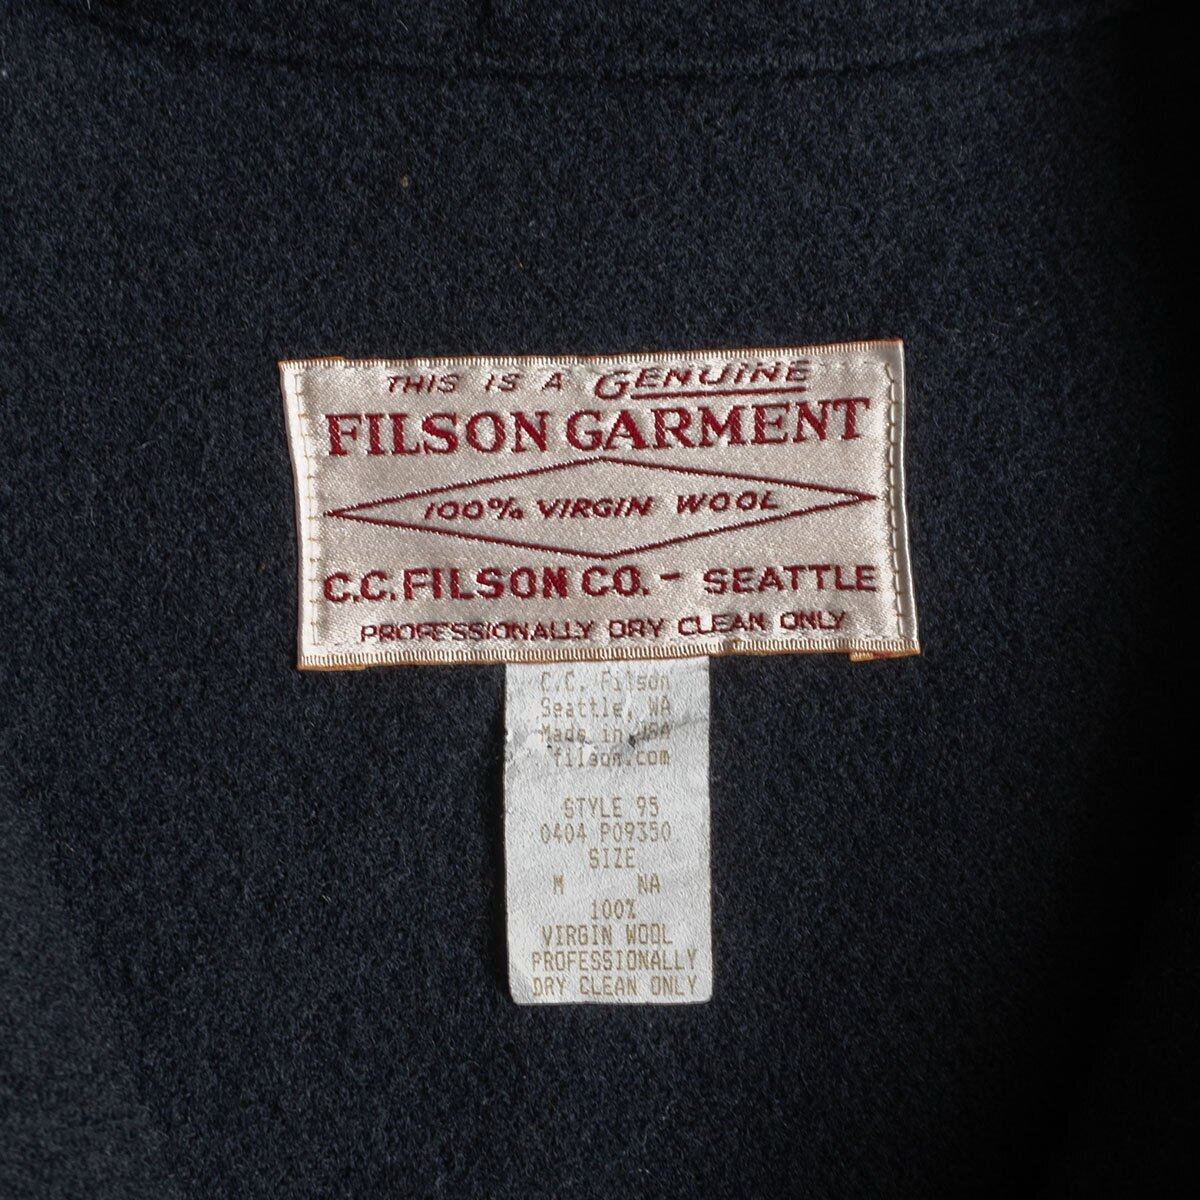 THIS IS A GENUINE
FILSON GARMENT
100% VIRGIN WOOL
C.C.FILSON CO. - SEATTLE
PROFESSIONALLY DRY CLEAN ONLY
C.C. Filson
Seattle, WA
Made in USA
filson.com
STYLE 95
0404 P09350
SIZE
M NA
100%
VIRGIN WOOL
PROFESSIONALLY
DRY CLEAN ONLY